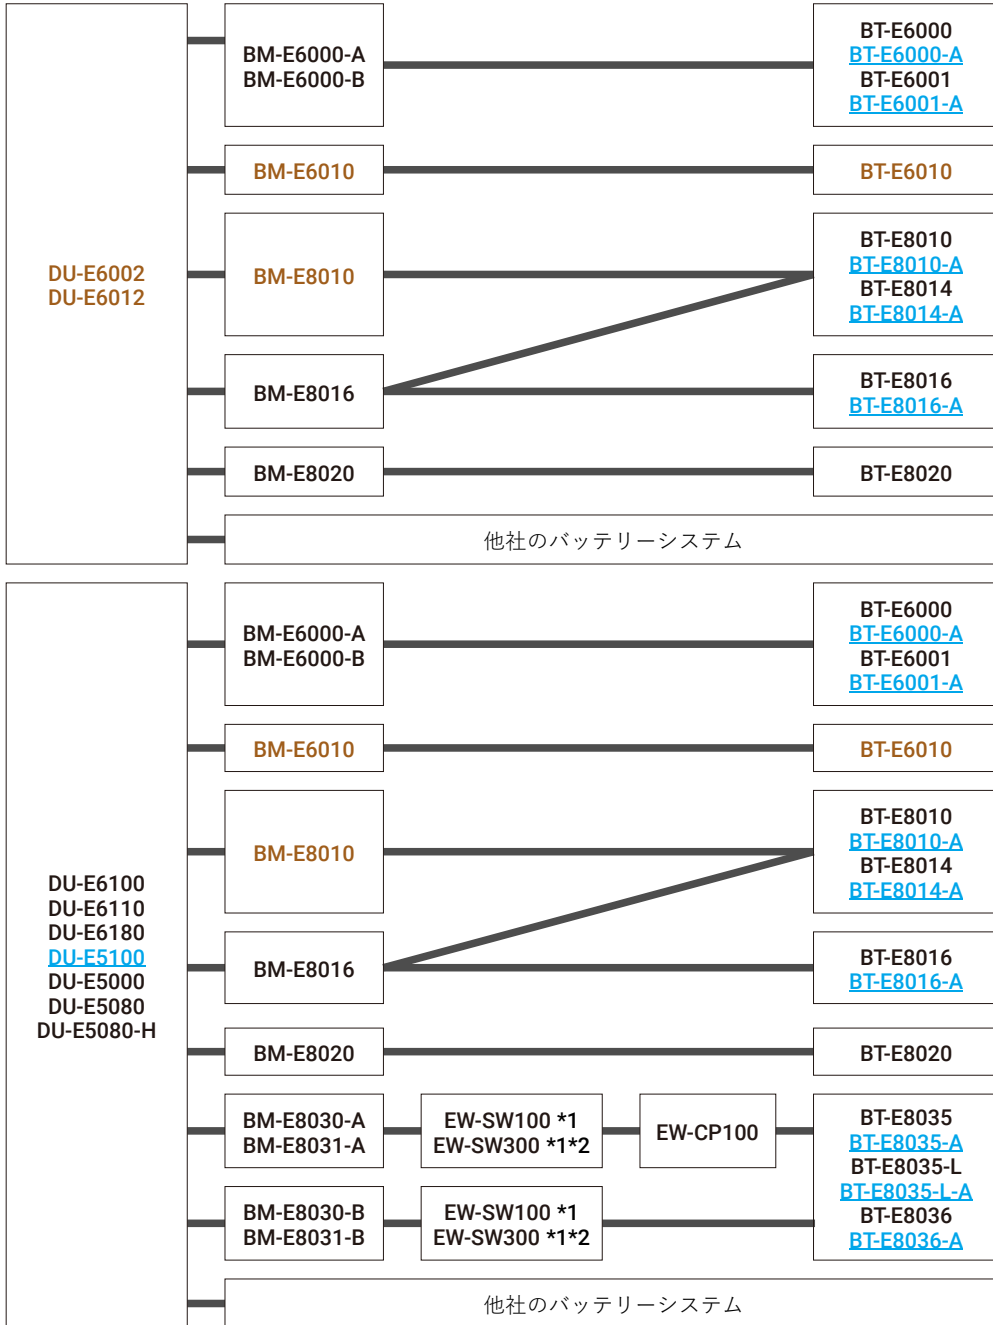 DU-E6002
DU-E6012
BM-E6000-A
BM-E6000-B
BT-E6000
BT-E6000-A
BT-E6001
BT-E6001-A
BM-E6010
BT-E6010
BM-E8010
BT-E8010
BT-E8010-A
BT-E8014
BT-E8014-A
BM-E8016
BT-E8016
BT-E8016-A
BM-E8020
BT-E8020
他社のバッテリーシステム
DU-E6100
DU-E6110
DU-E6180
DU-E5100
DU-E5000
DU-E5080
DU-E5080-H
BM-E6000-A
BM-E6000-B
BT-E6000
BT-E6000-A
BT-E6001
BT-E6001-A
BM-E6010
BT-E6010
BM-E8010
BT-E8010
BT-E8010-A
BT-E8014
BT-E8014-A
BM-E8016
BT-E8016
BT-E8016-A
BM-E8020
BT-E8020
BM-E8030-A
BM-E8031-A
EW-SW100 *1
EW-SW300 *1*2
EW-CP100
BM-E8030-B
BM-E8031-B
EW-SW100 *1
EW-SW300 *1*2
BT-E8035
BT-E8035-A
BT-E8035-L
BT-E8035-L-A
BT-E8036
BT-E8036-A
他社のバッテリーシステム